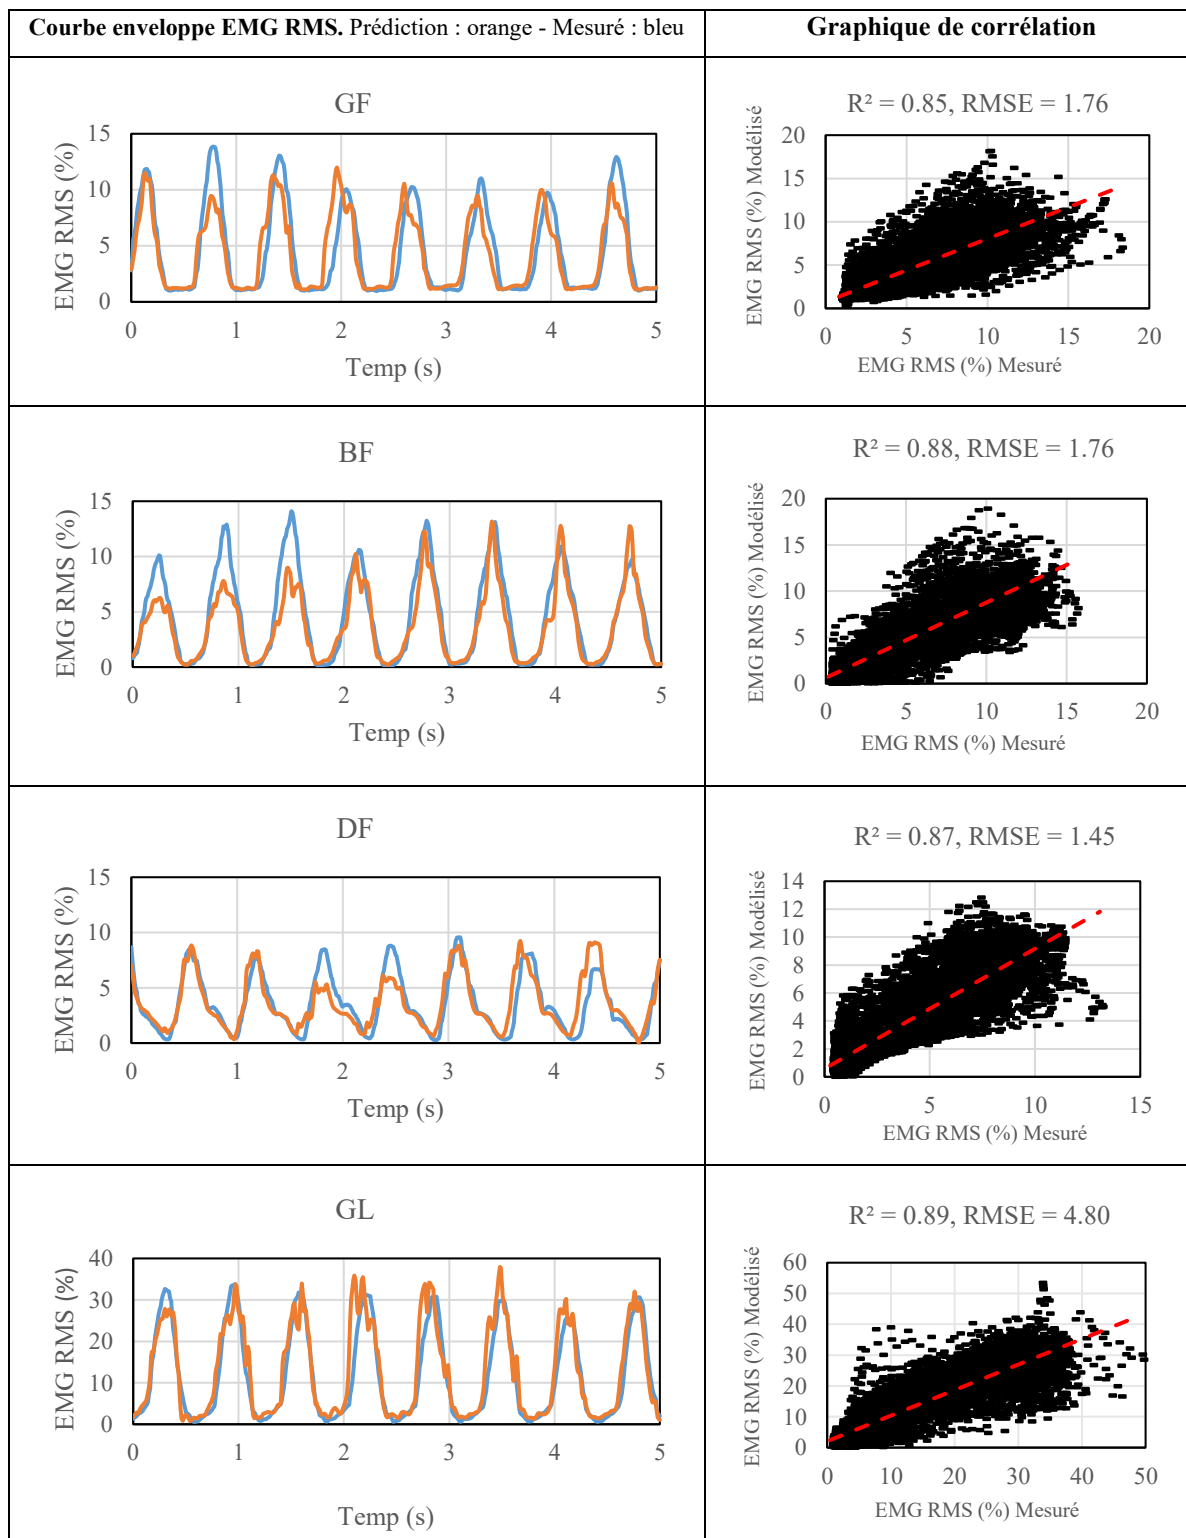 Courbe enveloppe EMG RMS. Prédiction : orange - Mesuré : bleu
Graphique de corrélation
GF
15
10
5
0
EMG RMS (%)
0 1 2 3 4 5
Temp (s)
R² = 0.85, RMSE = 1.76
20
15
10
5
0
EMG RMS (%) Modélisé
0 5 10 15 20
EMG RMS (%) Mesuré
BF
15
10
5
0
EMG RMS (%)
0 1 2 3 4 5
Temp (s)
R² = 0.88, RMSE = 1.76
20
15
10
5
0
EMG RMS (%) Modélisé
0 5 10 15 20
EMG RMS (%) Mesuré
DF
15
10
5
0
EMG RMS (%)
0 1 2 3 4 5
Temp (s)
R² = 0.87, RMSE = 1.45
14
12
10
8
6
4
2
0
EMG RMS (%) Modélisé
0 5 10 15
EMG RMS (%) Mesuré
GL
40
30
20
10
0
EMG RMS (%)
0 1 2 3 4 5
Temp (s)
R² = 0.89, RMSE = 4.80
60
50
40
30
20
10
0
EMG RMS (%) Modélisé
0 10 20 30 40 50
EMG RMS (%) Mesuré